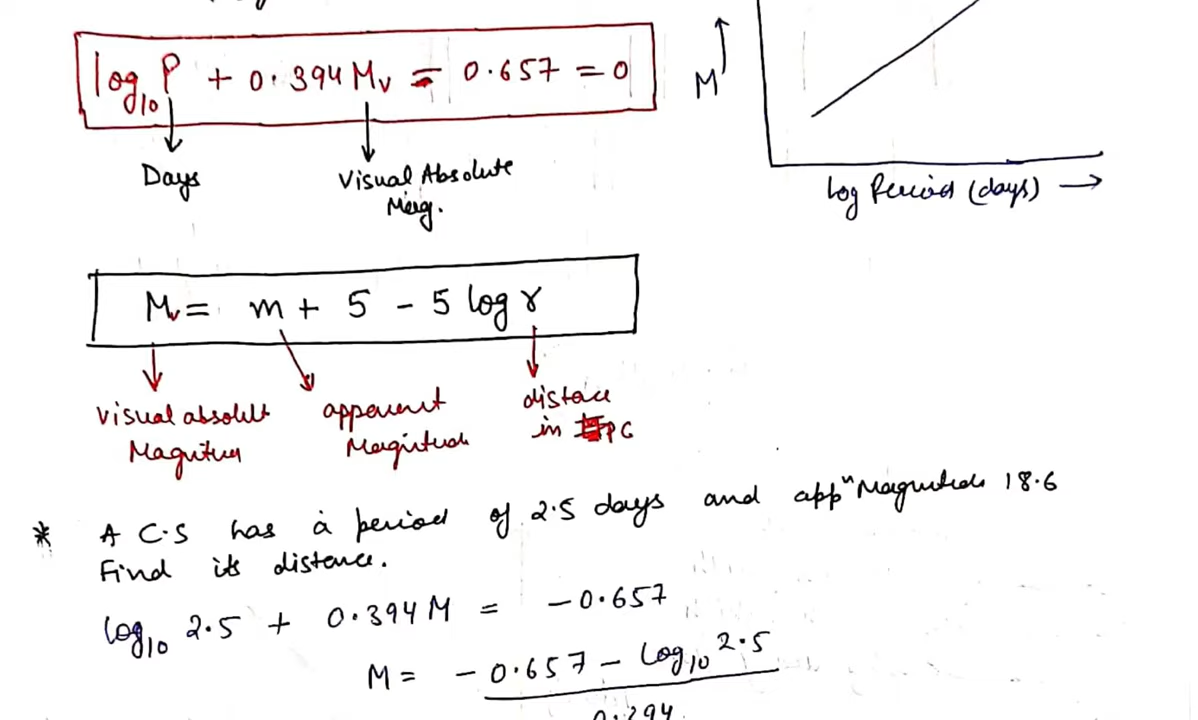 log10 P + 0.394 Mv = 0.657 = 0
Days
Visual Absolute
Mag.
M
log Period (days) →
Mv = m + 5 - 5 log r
visual absolut
Magnitud
apparent
Magnitude
distance
in PC
* A C.S has a period of 2.5 days and appⁿ Magnitude 18.6
Find its distance.
log10 2.5 + 0.394 M = -0.657
M = -0.657 - log10 2.5
0.394